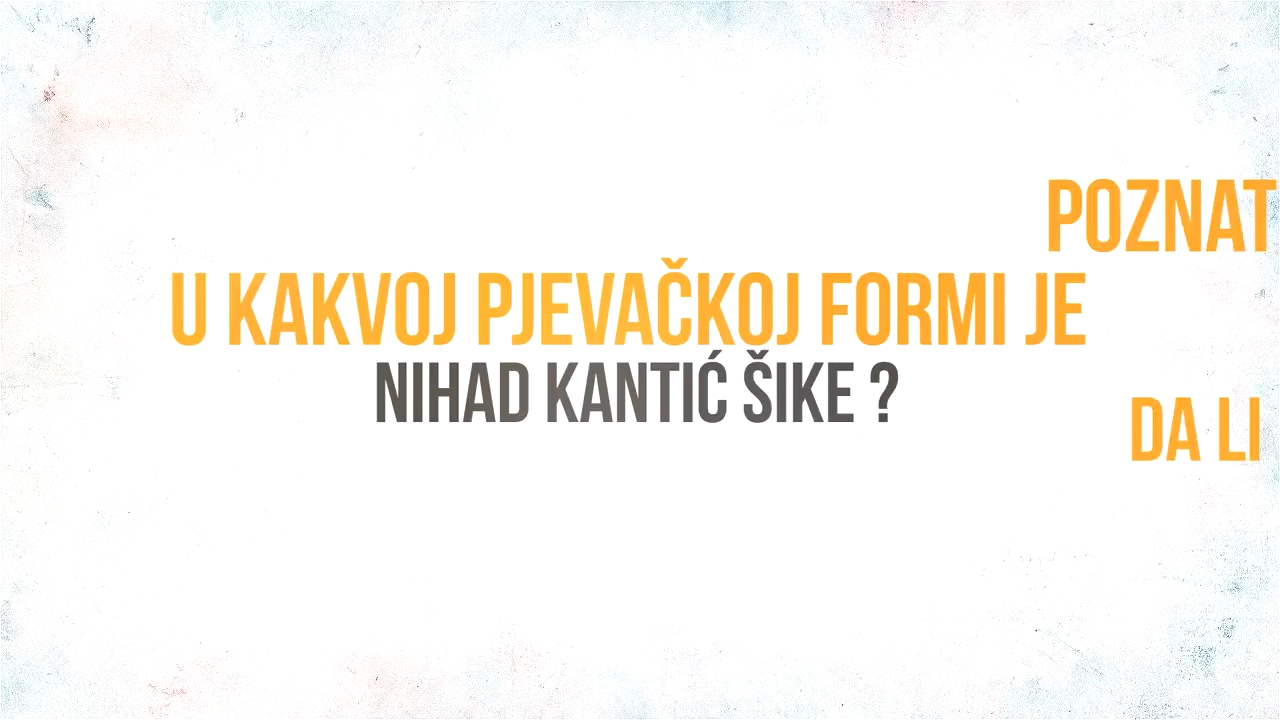 POZNAT
U KAKVOJ PJEVAČKOJ FORMI JE
NIHAD KANTIĆ ŠIKE ?
DA LI